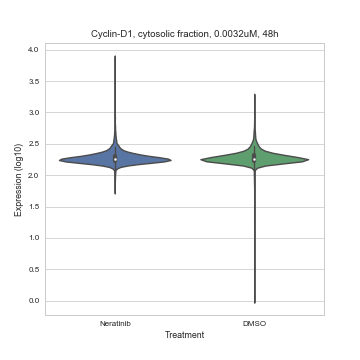 Cyclin-D1, cytosolic fraction, 0.0032uM, 48h
4.0
3.5
3.0
2.5
2.0
1.5
1.0
0.5
0.0
Expression (log10)
Neratinib DMSO
Treatment